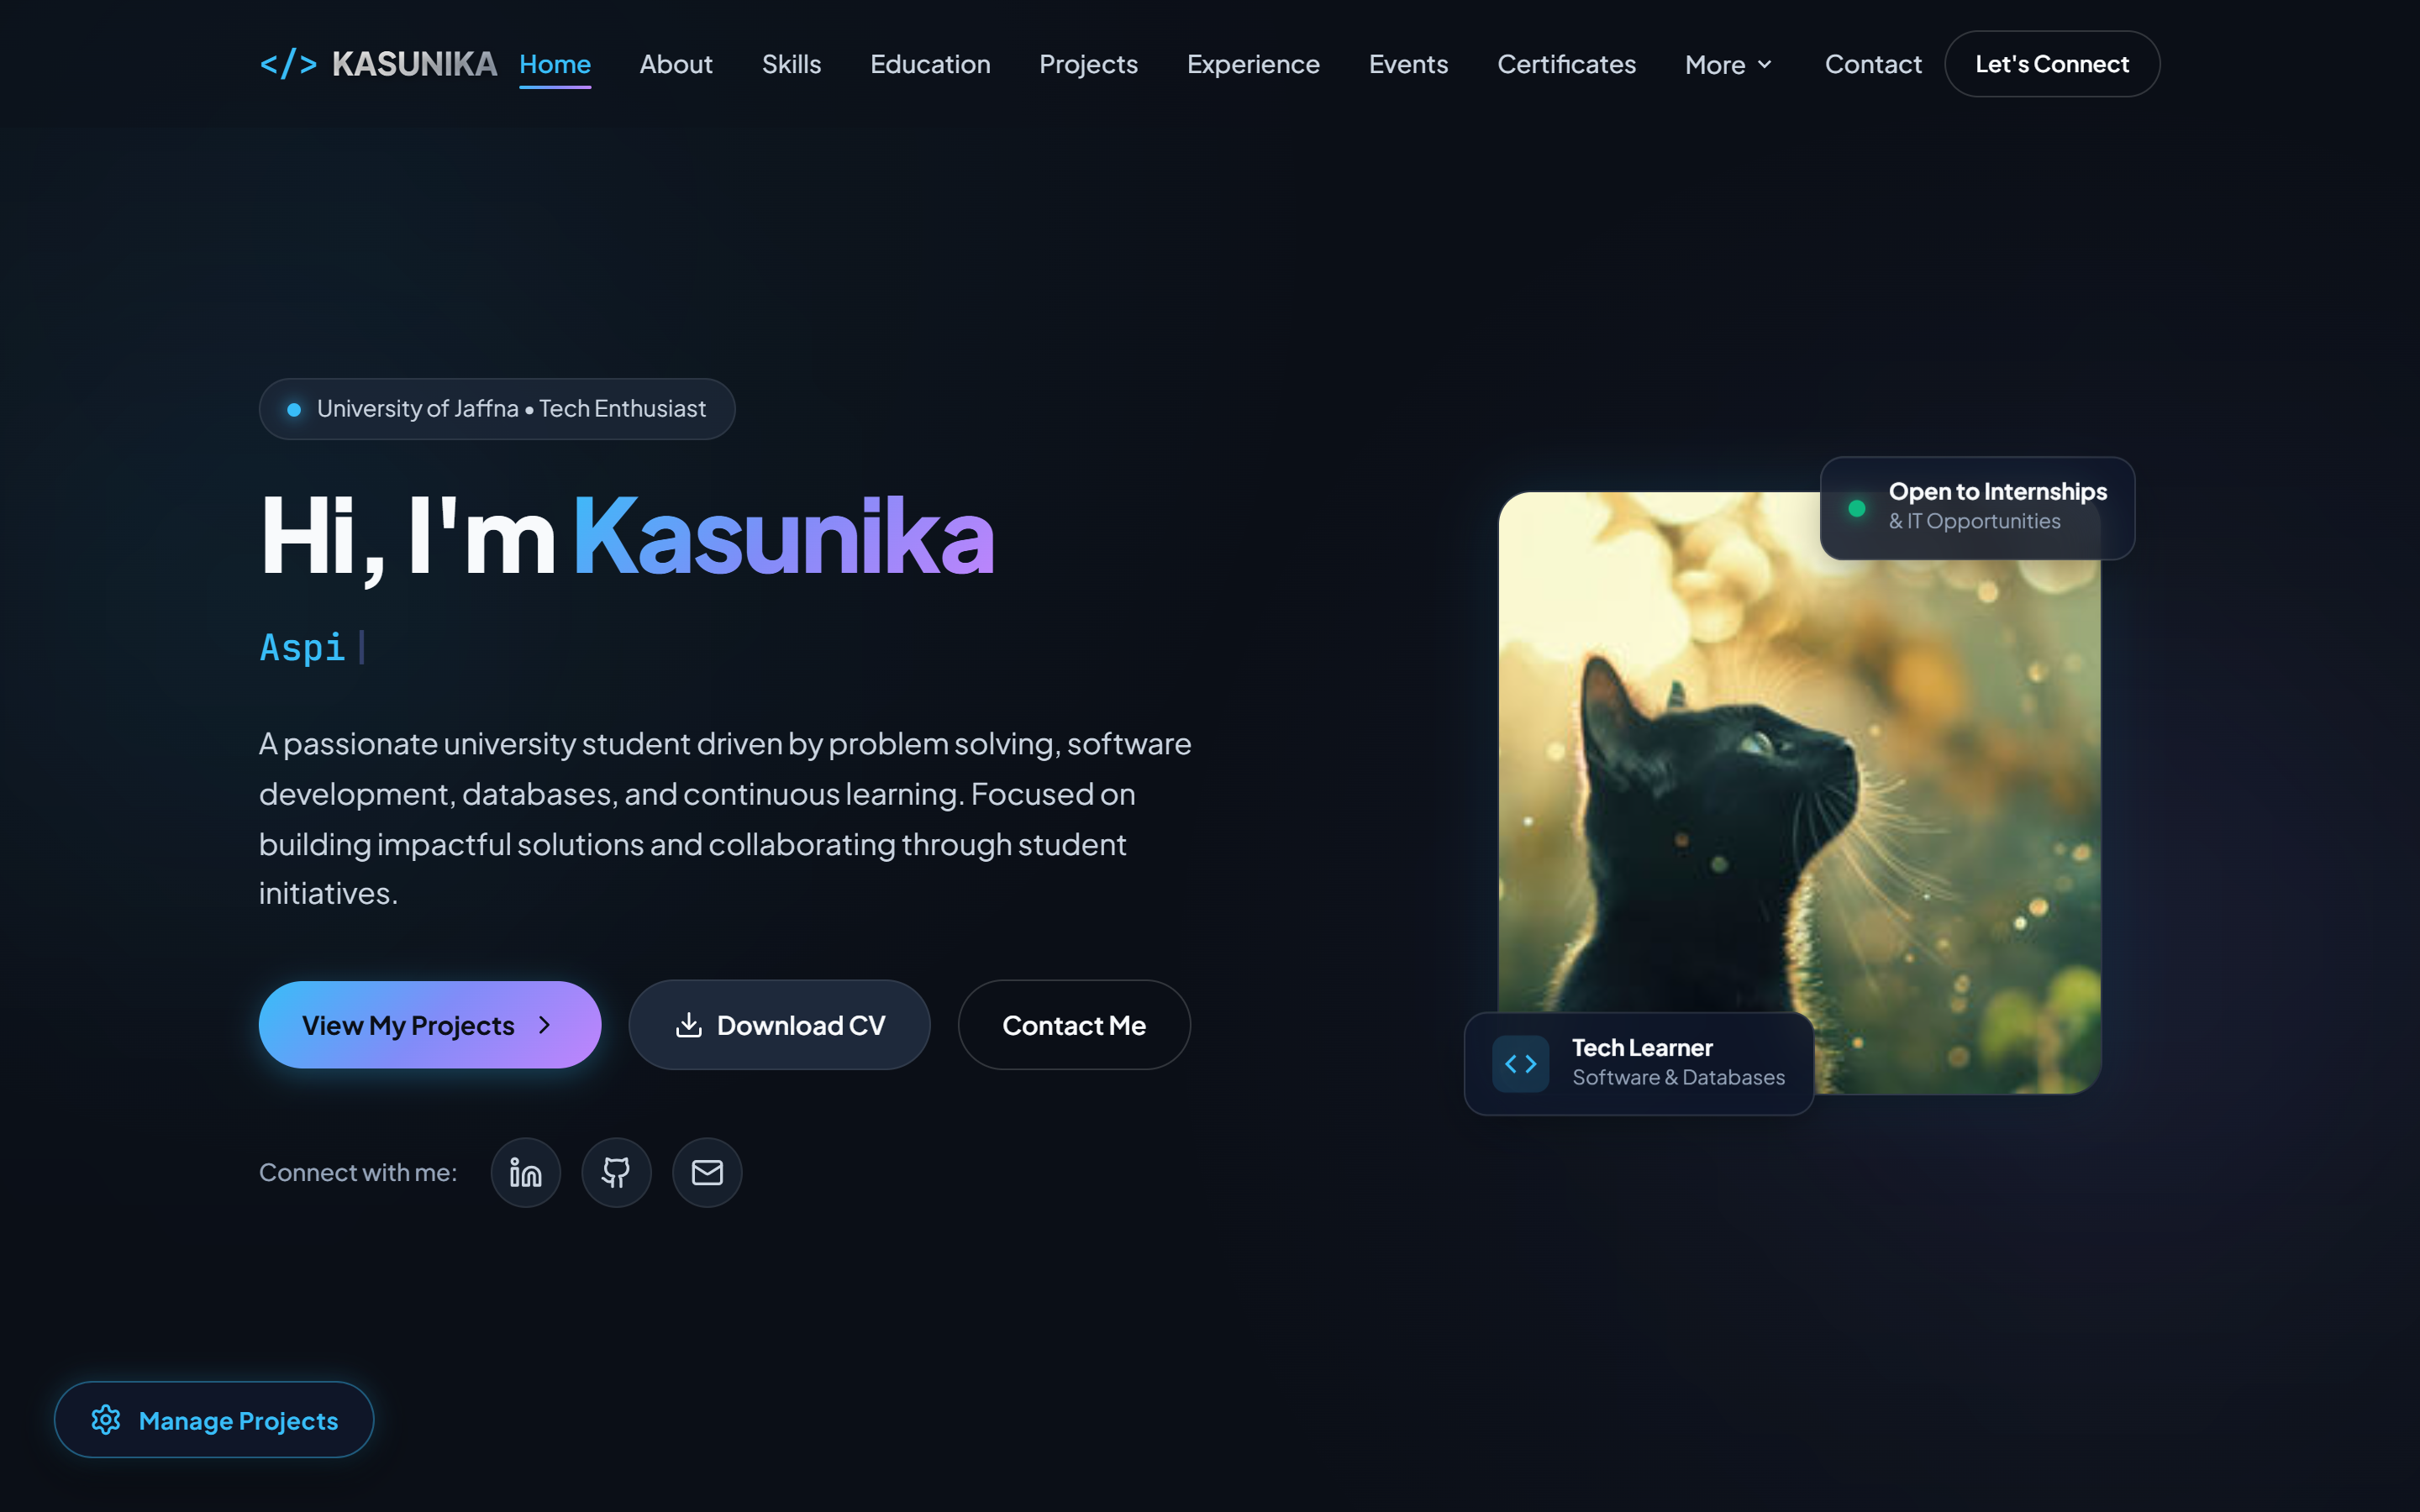 </> KASUNIKA Home About Skills Education Projects Experience Events Certificates More Contact Let's Connect
University of Jaffna • Tech Enthusiast
Hi, I'm Kasunika
Aspi
A passionate university student driven by problem solving, software
development, databases, and continuous learning. Focused on
building impactful solutions and collaborating through student
initiatives.
View My Projects Download CV Contact Me
Connect with me:
Open to Internships
& IT Opportunities
Tech Learner
Software & Databases
Manage Projects